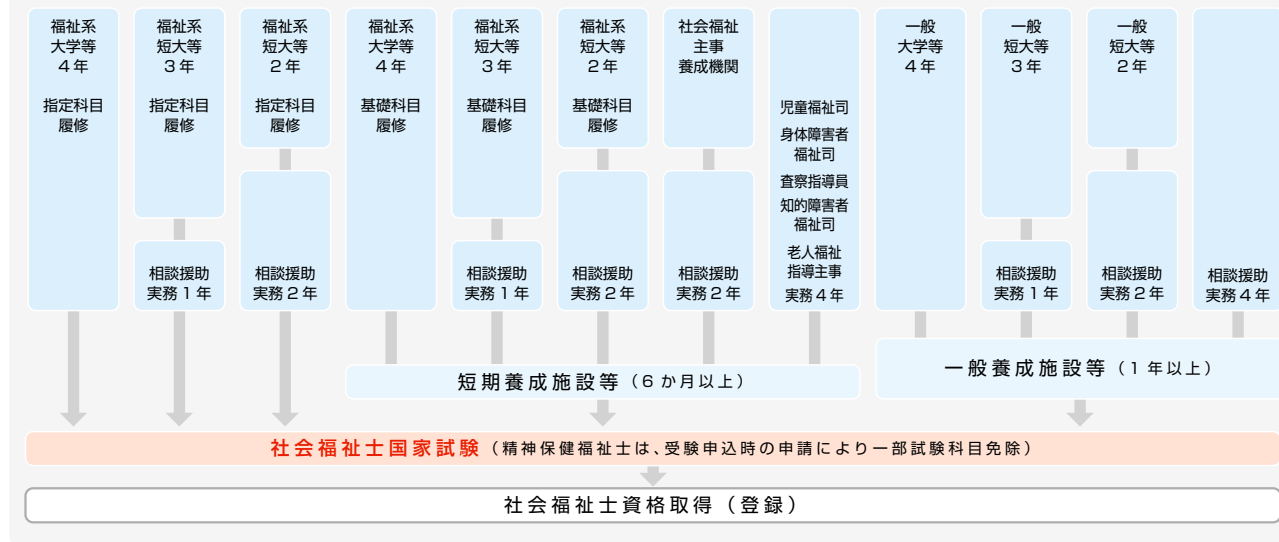 福祉系
大学等
４年
指定科目
履修
福祉系
短大等
３年
指定科目
履修
相談援助
実務１年
福祉系
短大等
２年
指定科目
履修
相談援助
実務２年
福祉系
大学等
４年
基礎科目
履修
福祉系
短大等
３年
基礎科目
履修
相談援助
実務１年
福祉系
短大等
２年
基礎科目
履修
相談援助
実務２年
社会福祉
主事
養成機関
相談援助
実務２年
児童福祉司
身体障害者
福祉司
査察指導員
知的障害者
福祉司
老人福祉
指導主事
実務４年
一般
大学等
４年
一般
短大等
３年
相談援助
実務１年
一般
短大等
２年
相談援助
実務２年
相談援助
実務４年
短期養成施設等（６か月以上）
一般養成施設等（１年以上）
社会福祉士国家試験（精神保健福祉士は、受験申込時の申請により一部試験科目免除）
社会福祉士資格取得（登録）